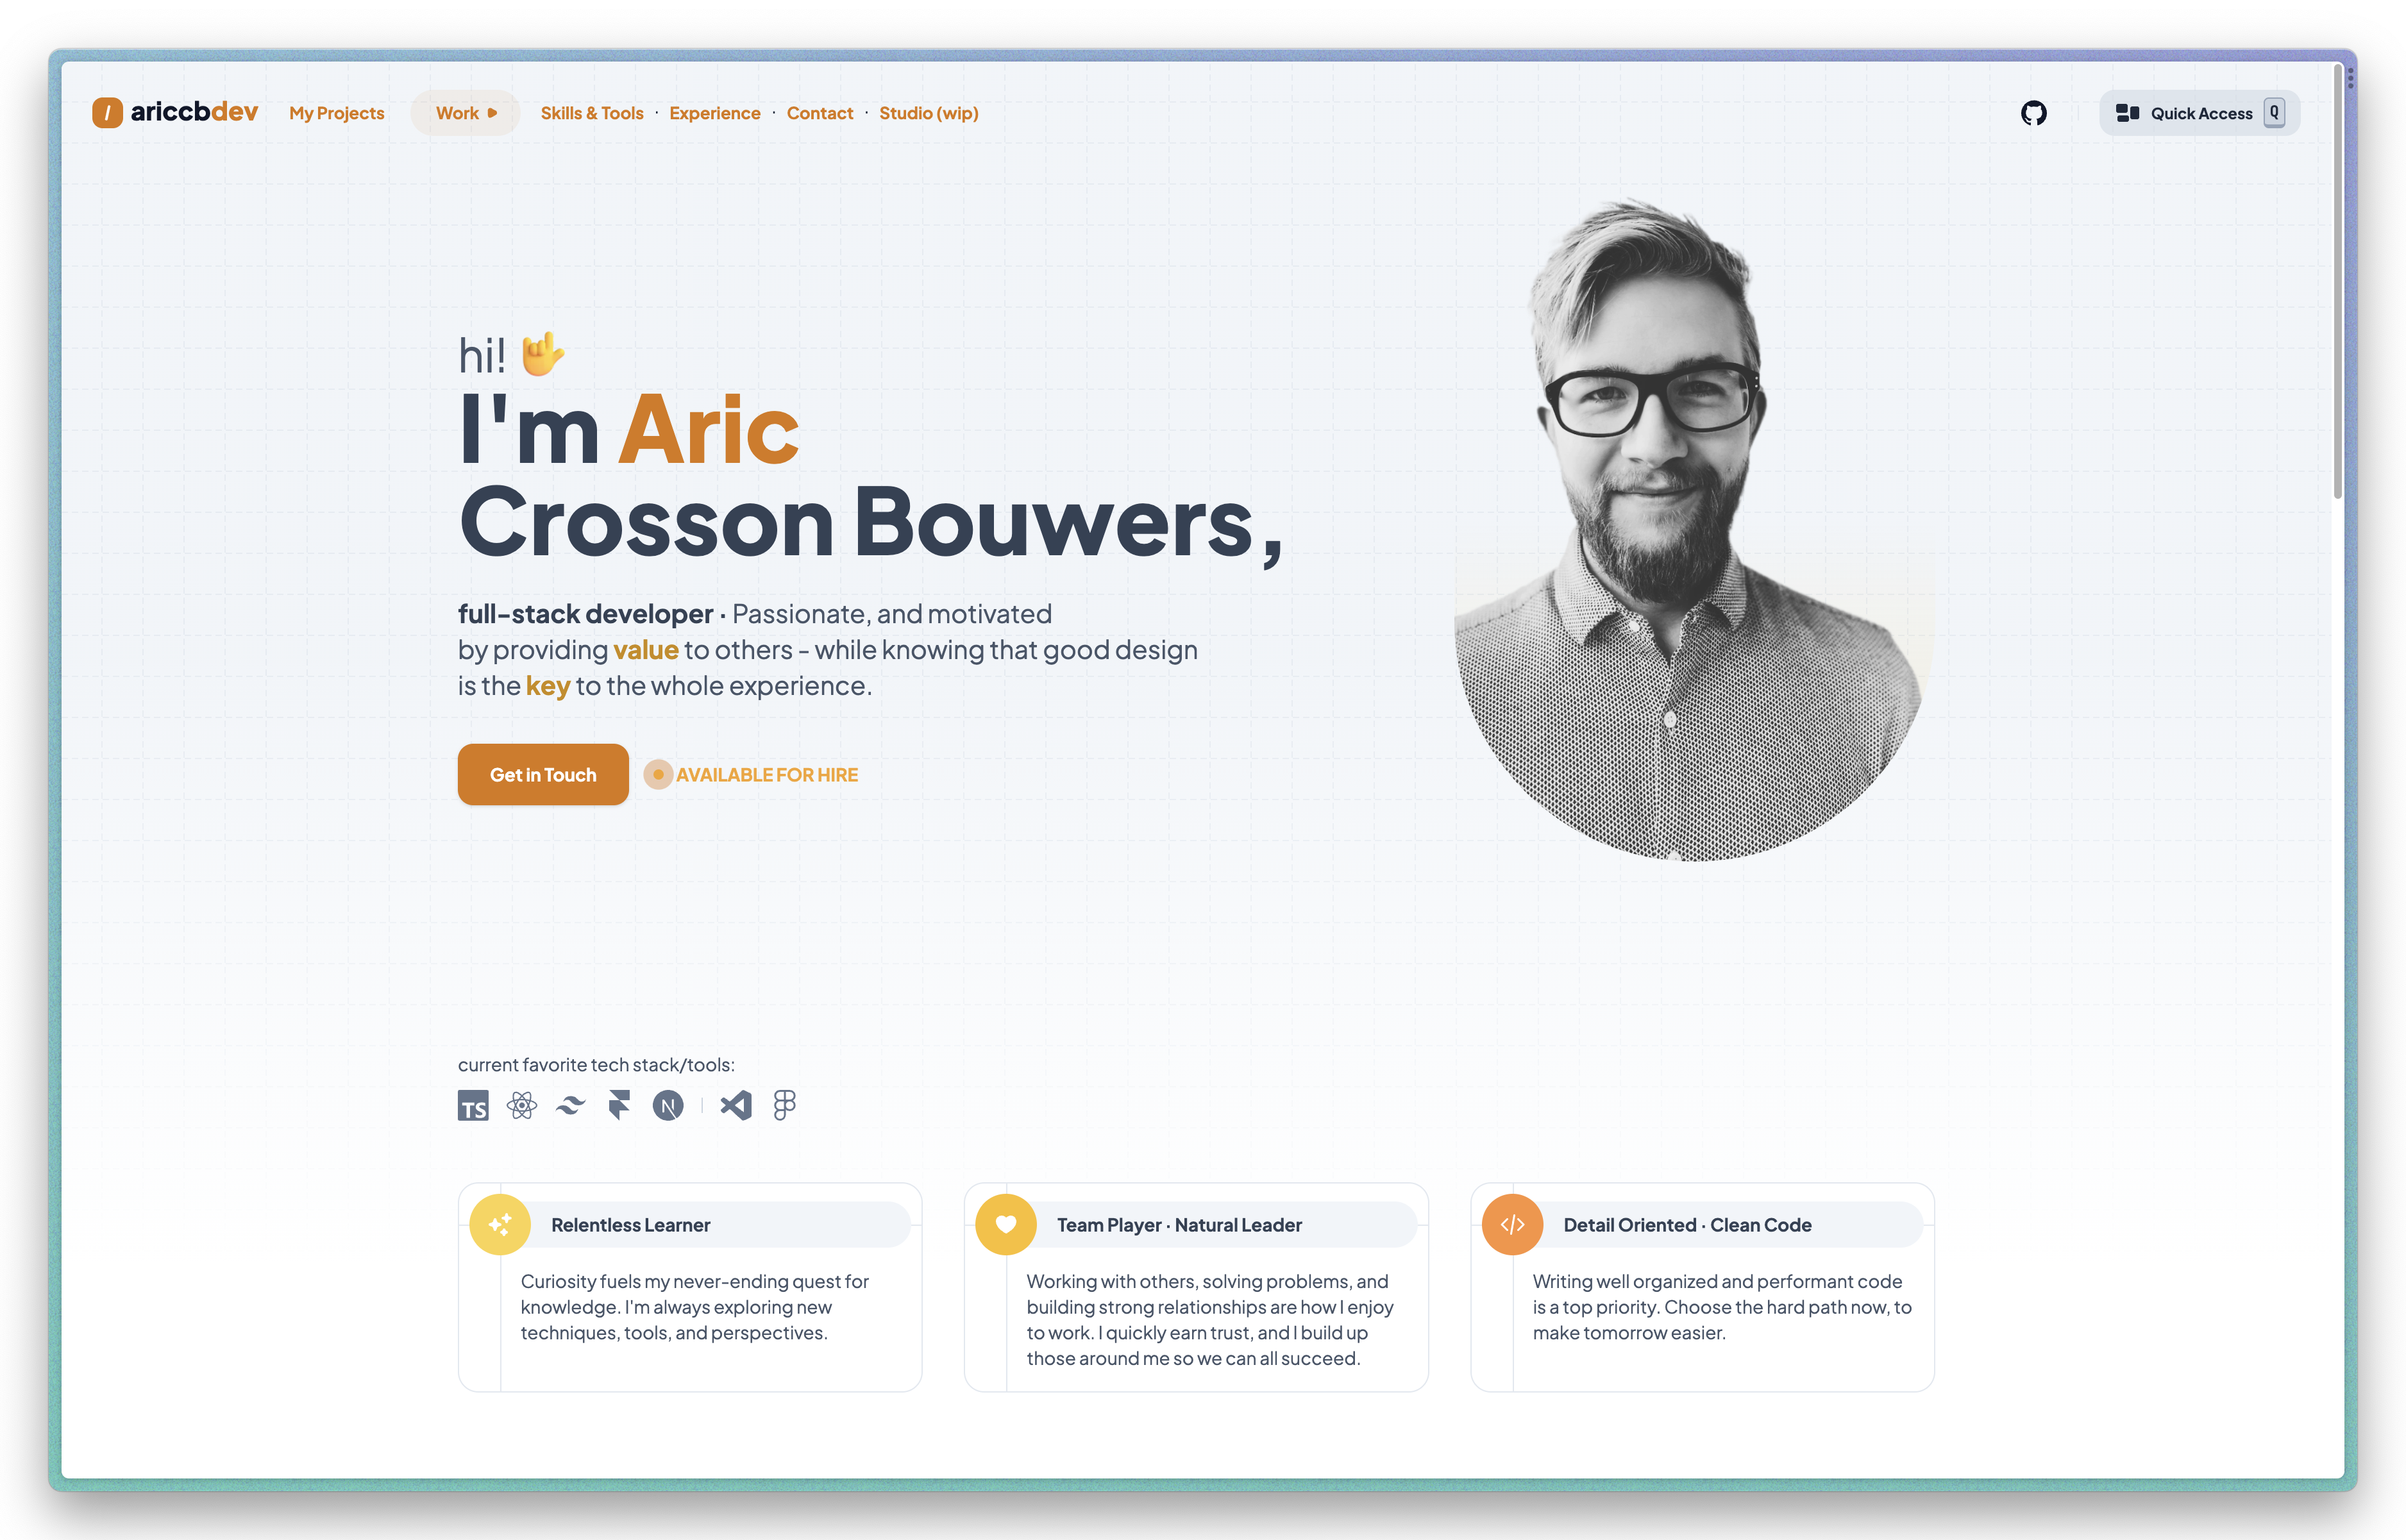 ariccbdev
My Projects
Work
Skills & Tools · Experience · Contact · Studio (wip)
Quick Access Q
hi! 🤟
I'm Aric
Crosson Bouwers,
full-stack developer · Passionate, and motivated
by providing value to others - while knowing that good design
is the key to the whole experience.
Get in Touch
AVAILABLE FOR HIRE
current favorite tech stack/tools:
TS
N
Relentless Learner
Curiosity fuels my never-ending quest for
knowledge. I'm always exploring new
techniques, tools, and perspectives.
Team Player · Natural Leader
Working with others, solving problems, and
building strong relationships are how I enjoy
to work. I quickly earn trust, and I build up
those around me so we can all succeed.
Detail Oriented · Clean Code
Writing well organized and performant code
is a top priority. Choose the hard path now, to
make tomorrow easier.